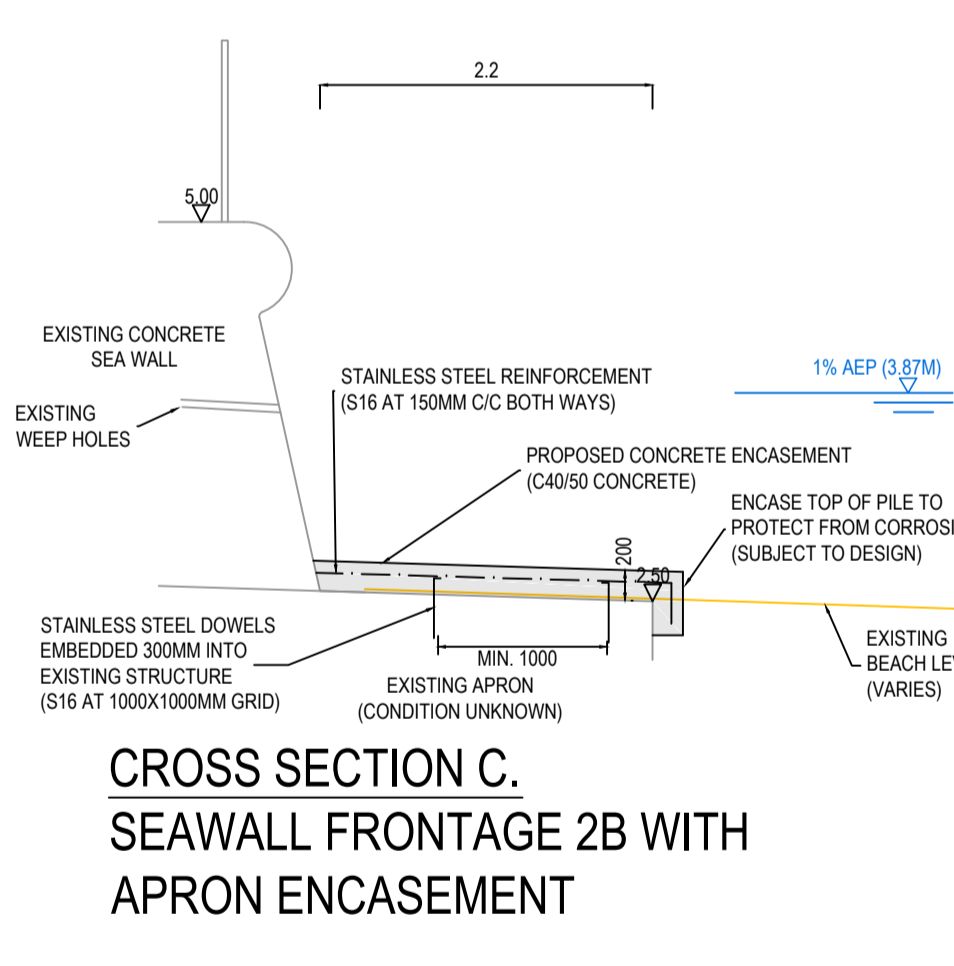 2.2
5.00
EXISTING CONCRETE
SEA WALL
EXISTING
WEEP HOLES
STAINLESS STEEL REINFORCEMENT
(S16 AT 150MM C/C BOTH WAYS)
1% AEP (3.87M)
PROPOSED CONCRETE ENCASEMENT
(C40/50 CONCRETE)
ENCASE TOP OF PILE TO
PROTECT FROM CORROSI
(SUBJECT TO DESIGN)
200
2.50
STAINLESS STEEL DOWELS
EMBEDDED 300MM INTO
EXISTING STRUCTURE
(S16 AT 1000X1000MM GRID)
MIN. 1000
EXISTING APRON
(CONDITION UNKNOWN)
EXISTING
BEACH LE
(VARIES)
CROSS SECTION C.
SEAWALL FRONTAGE 2B WITH
APRON ENCASEMENT